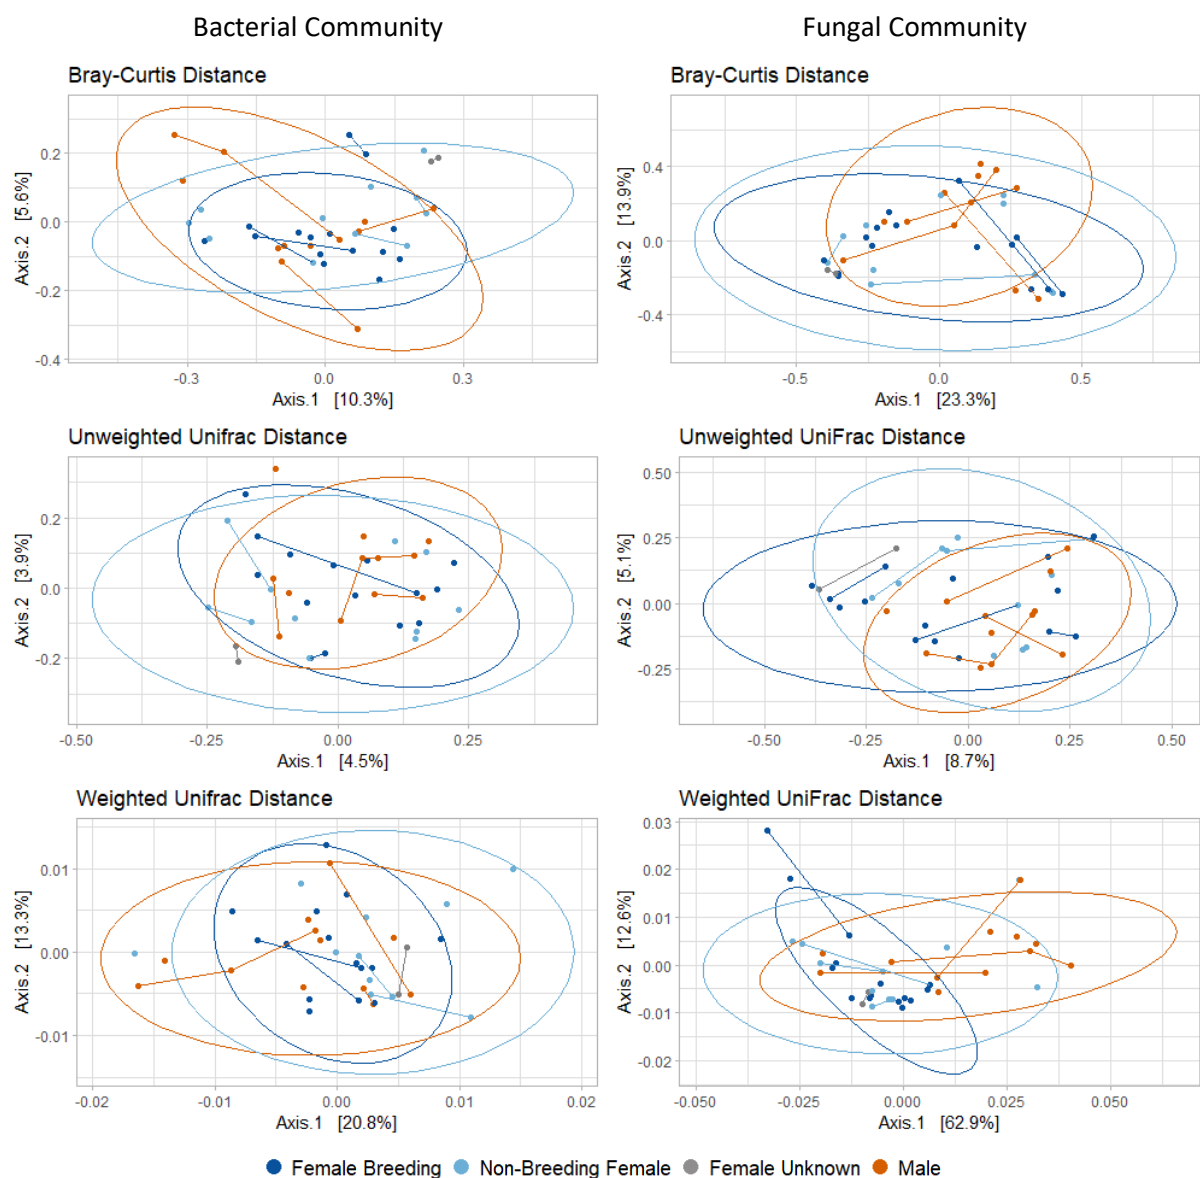 Bacterial Community
Fungal Community
Bray-Curtis Distance
Bray-Curtis Distance
Axis.2 [5.6%]
0.2
0.0
-0.2
-0.4
-0.3
0.0
0.3
Axis.1 [10.3%]
Axis.2 [13.9%]
0.4
0.0
-0.4
-0.5
0.0
0.5
Axis.1 [23.3%]
Unweighted Unifrac Distance
Unweighted UniFrac Distance
Axis.2 [3.9%]
0.2
0.0
-0.2
-0.50
-0.25
0.00
0.25
Axis.1 [4.5%]
Axis.2 [5.1%]
0.50
0.25
0.00
-0.25
-0.50
-0.25
0.00
0.25
0.50
Axis.1 [8.7%]
Weighted Unifrac Distance
Weighted UniFrac Distance
Axis.2 [13.3%]
0.01
0.00
-0.01
-0.02
-0.01
0.00
0.01
0.02
Axis.1 [20.8%]
Axis.2 [12.6%]
0.03
0.02
0.01
0.00
-0.01
-0.02
-0.050
-0.025
0.000
0.025
0.050
Axis.1 [62.9%]
Female Breeding
Non-Breeding Female
Female Unknown
Male